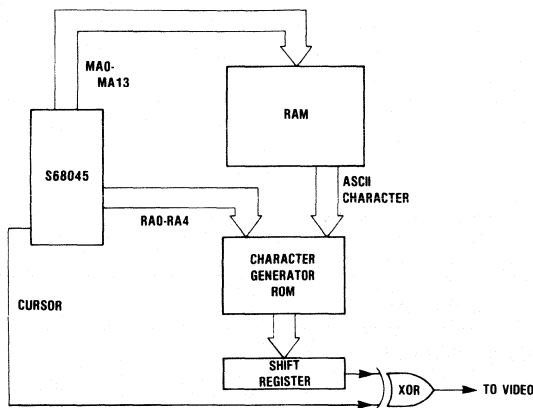 MA0-
MA13
RAM
S68045
ASCII
CHARACTER
RA0-RA4
CHARACTER
GENERATOR
ROM
CURSOR
SHIFT
REGISTER
XOR
TO VIDEO